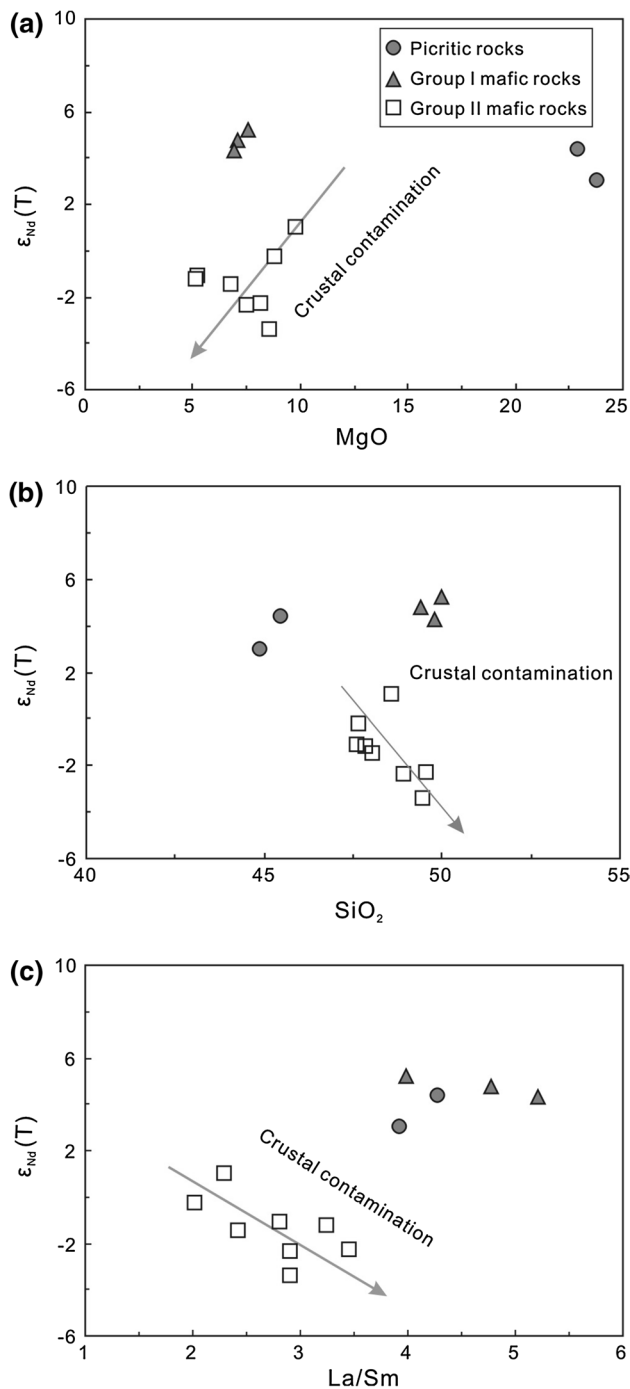 (a)
10
6
2
-2
-6
εNd(T)
Picritic rocks
Group I mafic rocks
Group II mafic rocks
Crustal contamination
0 5 10 15 20 25
MgO
(b)
10
6
2
-2
-6
εNd(T)
Crustal contamination
40 45 50 55
SiO₂
(c)
10
6
2
-2
-6
εNd(T)
Crustal contamination
1 2 3 4 5 6
La/Sm